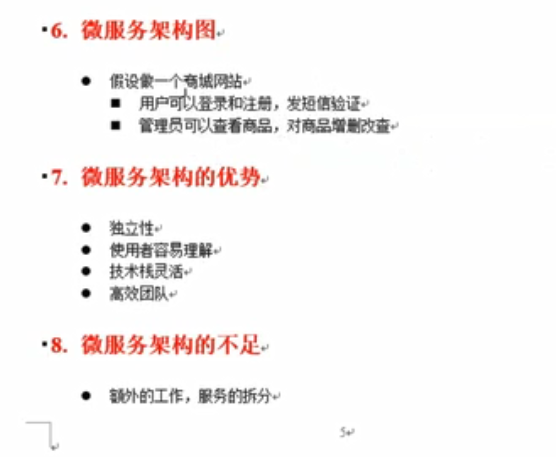 6. 微服务架构图
● 假设做一个商城网站
■ 用户可以登录和注册，发短信验证
■ 管理员可以查看商品，对商品增删改查
7. 微服务架构的优势
● 独立性
● 使用者容易理解
● 技术栈灵活
● 高效团队
8. 微服务架构的不足
● 额外的工作，服务的拆分
5